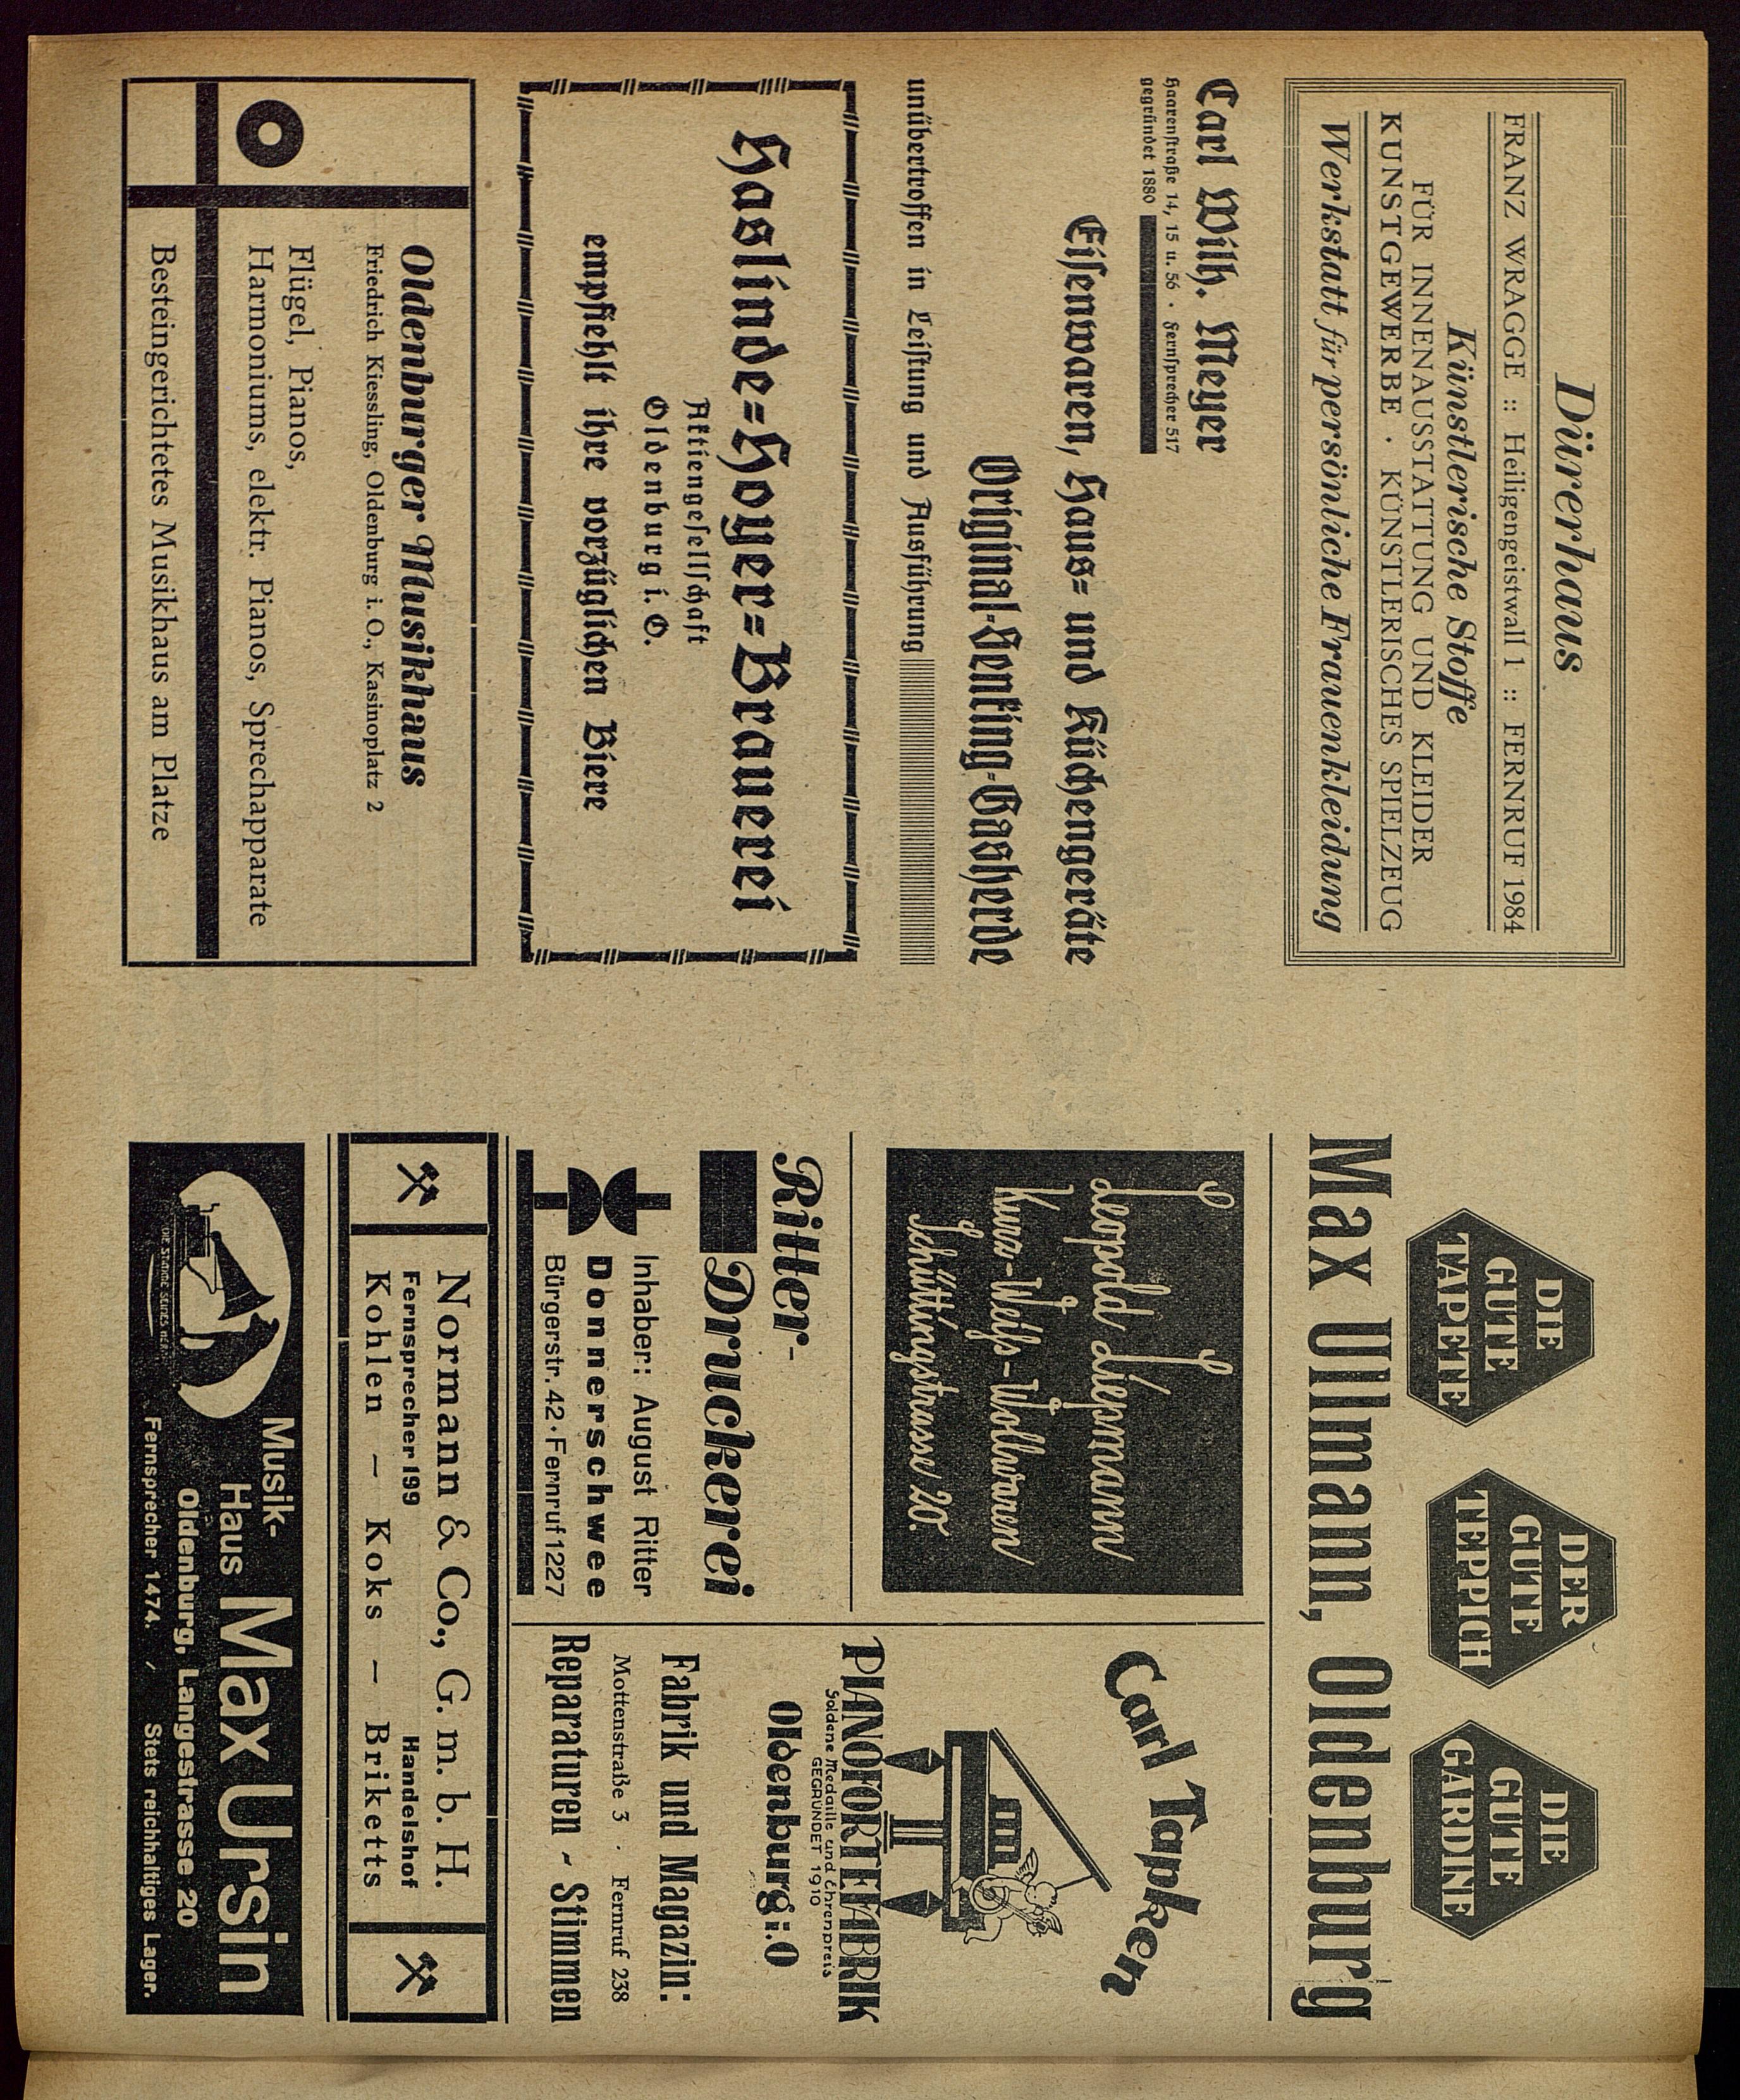 Dürerhaus
FRANZ WRAGGE :: Heiligengeistwall 1 :: FERNRUF 1984
Künstlerische Stoffe
FÜR INNENAUSSTATTUNG UND KLEIDER
KUNSTGEWERBE · KÜNSTLERISCHES SPIELZEUG
Werkstatt für persönliche Frauenkleidung
Carl Wilh. Meyer
Haarenstraße 14, 15 u. 56 · Fernsprecher 517
gegründet 1880
Eisenwaren, Haus= und Küchengeräte
Original-Senking-Gasherde
unübertroffen in Leistung und Ausführung
Haslinde=Hoyer=Brauerei
Aktiengesellschaft
Oldenburg i. O.
empfiehlt ihre vorzüglichen Biere
Oldenburger Musikhaus
Friedrich Kiessling, Oldenburg i. O., Kasinoplatz 2
Flügel, Pianos,
Harmoniums, elektr. Pianos, Sprechapparate
Besteingerichtetes Musikhaus am Platze
DIE
GUTE
TAPETE
DER
GUTE
TEPPICH
DIE
GUTE
GARDINE
Max Ullmann, Oldenburg
Leopold Liepmann
Kurz-Weiß-Wollwaren
Schüttingstrasse 20.
Carl Tapken
PIANOFORTEFABRIK
Goldene Medaille und Ehrenpreis
GEGRÜNDET 1910
Oldenburg i:O
Fabrik und Magazin:
Mottenstraße 3 · Fernruf 238
Reparaturen - Stimmen
Ritter-
Druckerei
Inhaber: August Ritter
Donnerschwee
Bürgerstr. 42 · Fernruf 1227
Normann & Co., G. m. b. H.
Fernsprecher 199 Handelshof
Kohlen — Koks — Briketts
DIE STIMME SEINES
Musik-
Haus Max Ursin
Oldenburg, Langestrasse 20
Fernsprecher 1474. / Stets reichhaltiges Lager.